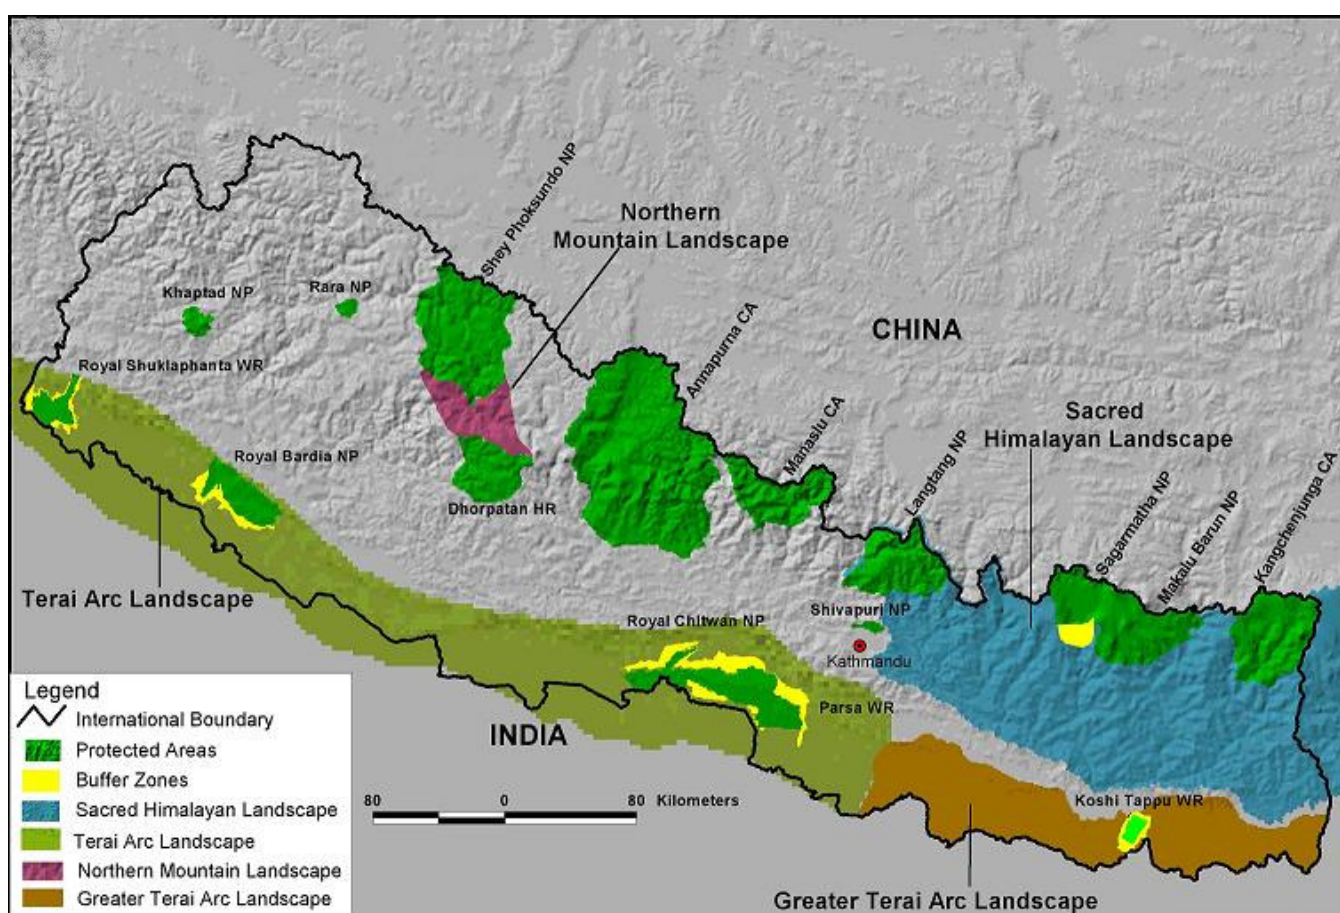 Shey Phoksundo NP
Northern
Mountain Landscape
Khaptad NP
Rara NP
Annapurna CA
CHINA
Royal Shuklaphanta WR
Manaslu CA
Sacred
Himalayan Landscape
Langtang NP
Royal Bardia NP
Dhorpatan HR
Sagarmatha NP
Makalu Barun NP
Kangchenjunga CA
Terai Arc Landscape
Royal Chitwan NP
Shivapuri NP
Kathmandu
Parsa WR
INDIA
Legend
International Boundary
Protected Areas
Buffer Zones
Sacred Himalayan Landscape
Terai Arc Landscape
Northern Mountain Landscape
Greater Terai Arc Landscape
80 0 80 Kilometers
Koshi Tappu WR
Greater Terai Arc Landscape